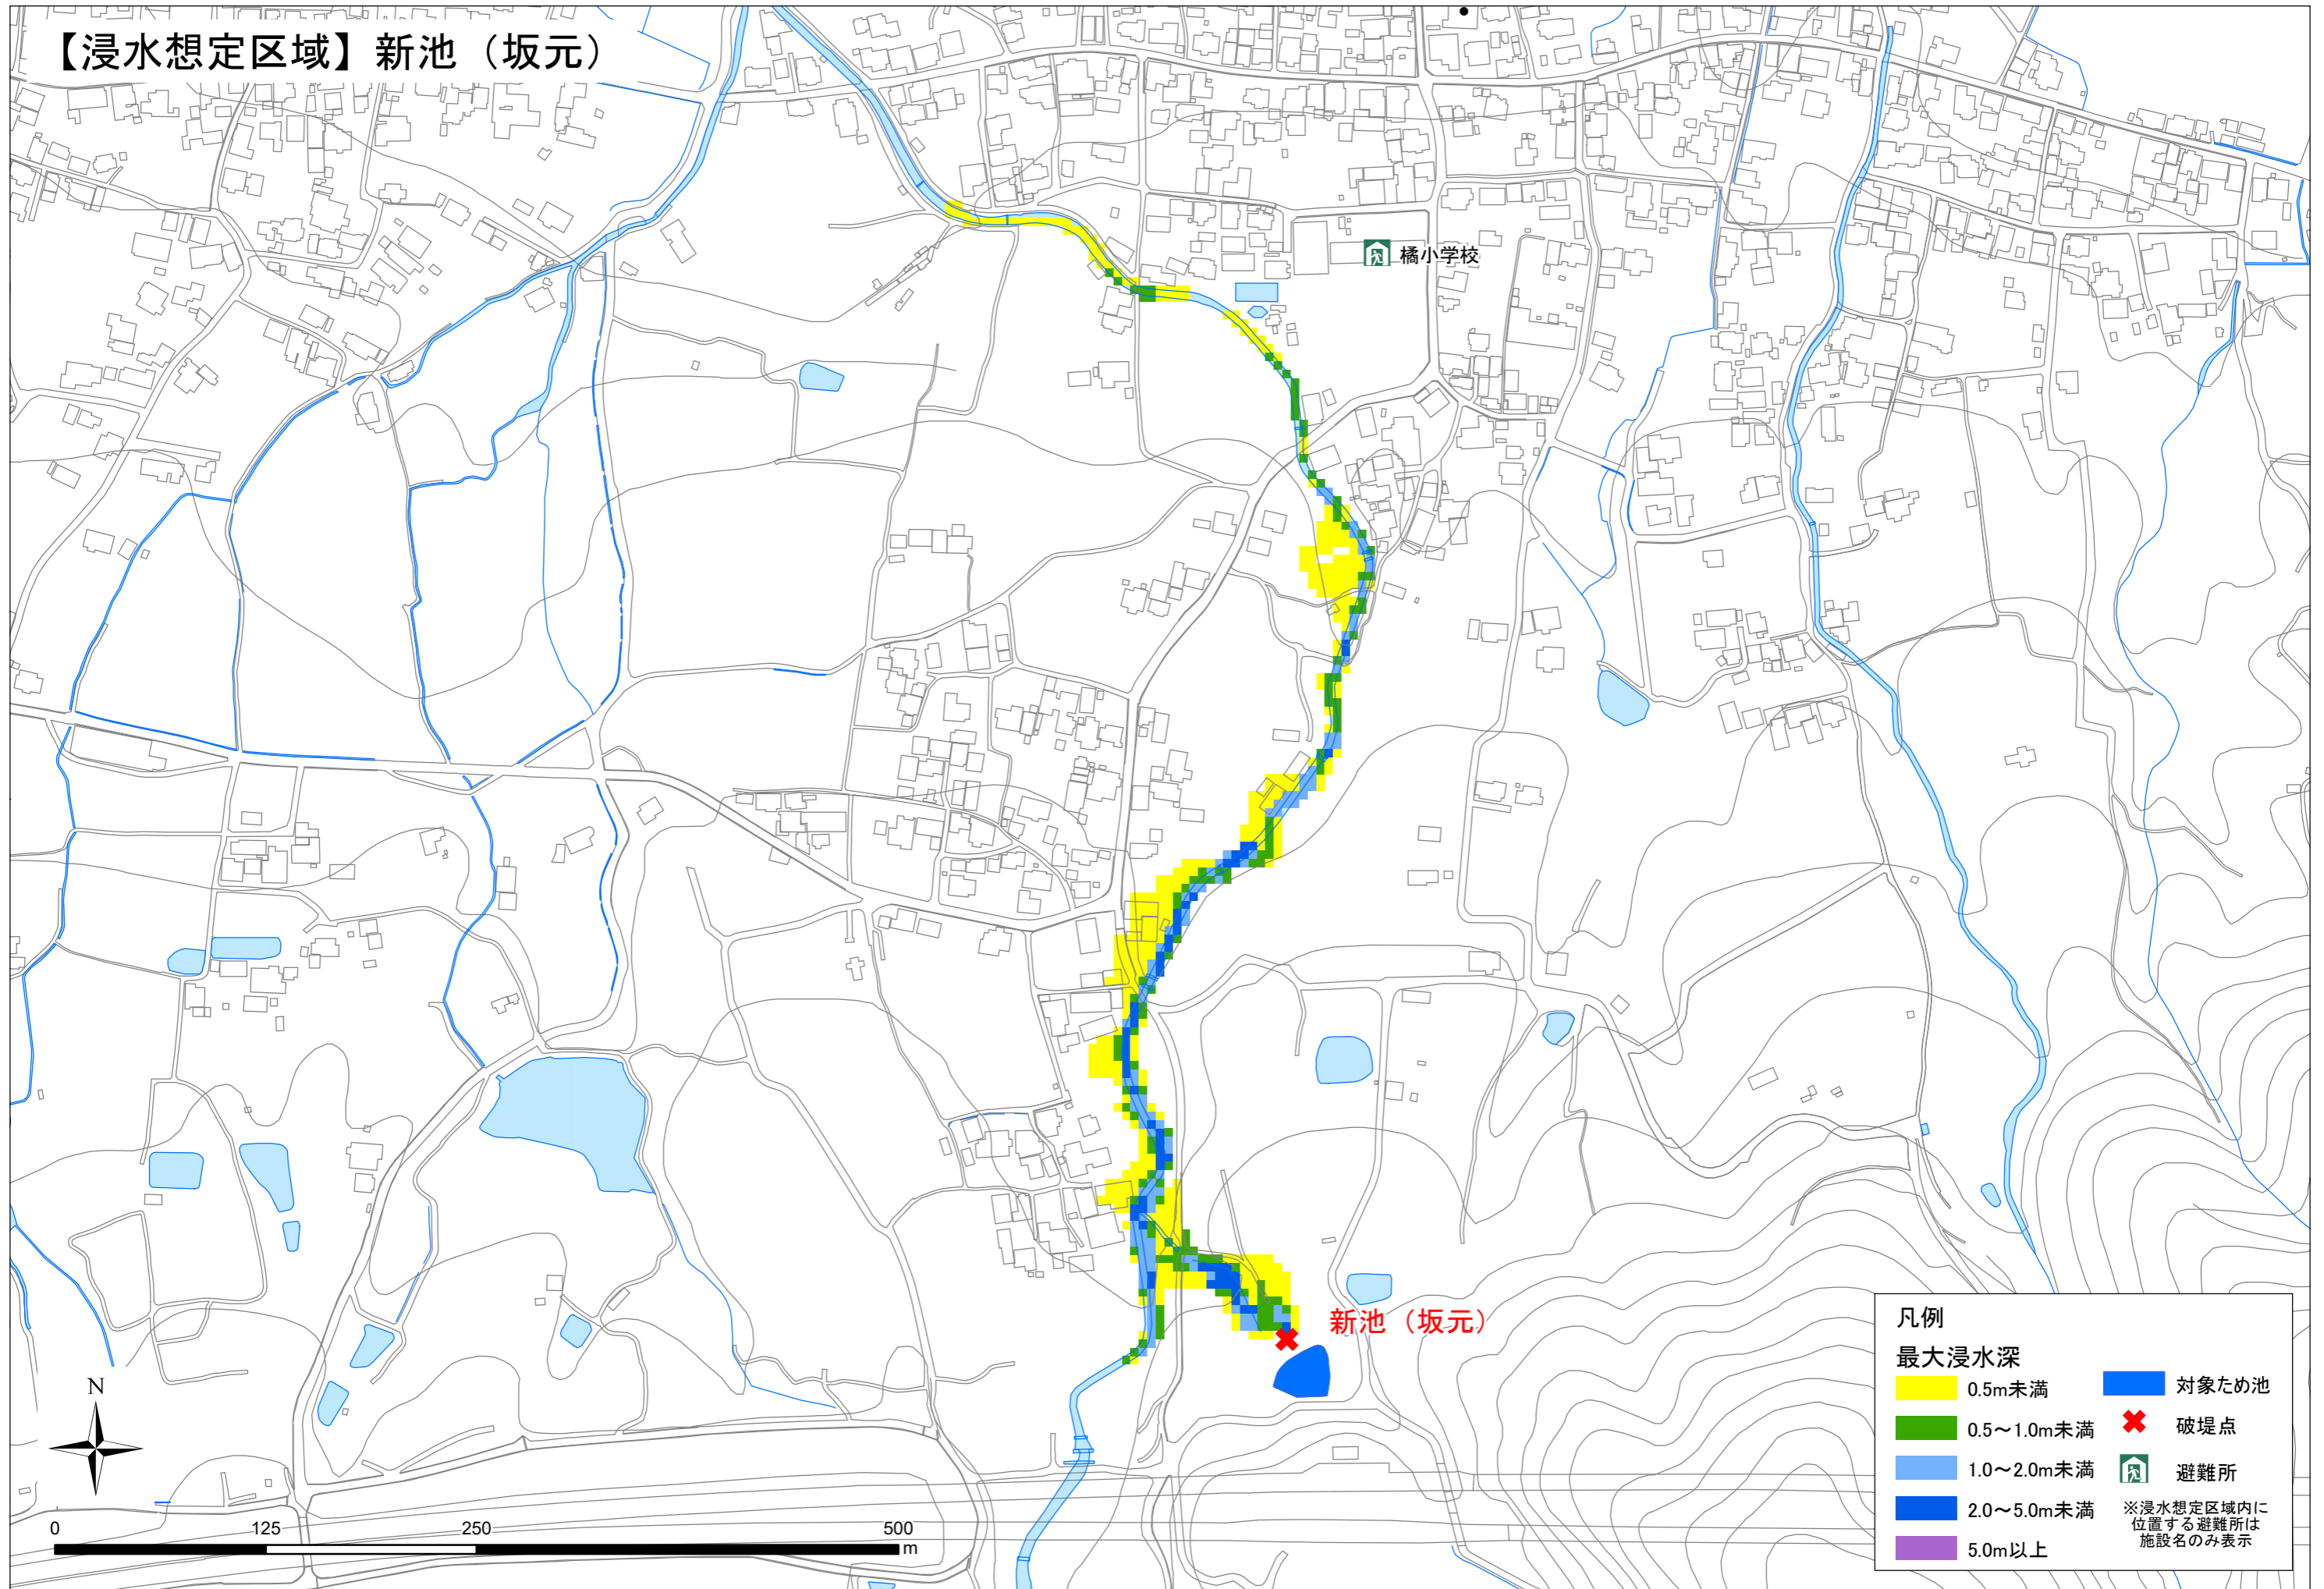 【浸水想定区域】新池（坂元）
橘小学校
新池（坂元）
N
0 125 250 500 m
凡例
最大浸水深
0.5m未満
0.5～1.0m未満
1.0～2.0m未満
2.0～5.0m未満
5.0m以上
対象ため池
破堤点
避難所
※浸水想定区域内に
位置する避難所は
施設名のみ表示